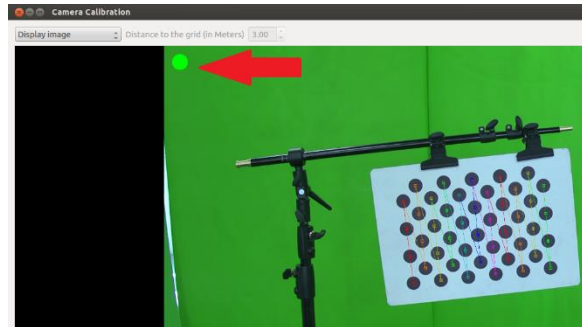 Camera Calibration
Display image Distance to the grid (in Meters) 3.00